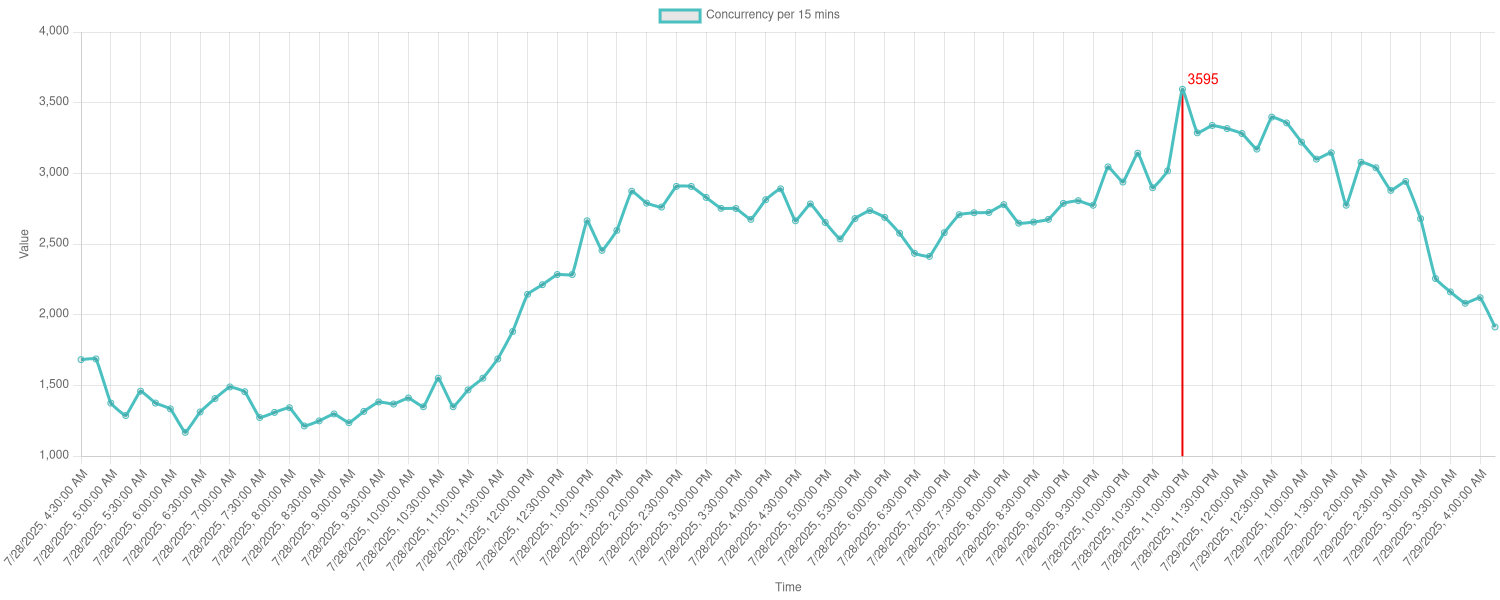 Concurrency per 15 mins
4,000
3,500
3,000
2,500
2,000
1,500
1,000
Value
3595
7/28/2025, 4:30:00 AM
7/28/2025, 5:00:00 AM
7/28/2025, 5:30:00 AM
7/28/2025, 6:00:00 AM
7/28/2025, 6:30:00 AM
7/28/2025, 7:00:00 AM
7/28/2025, 7:30:00 AM
7/28/2025, 8:00:00 AM
7/28/2025, 8:30:00 AM
7/28/2025, 9:00:00 AM
7/28/2025, 9:30:00 AM
7/28/2025, 10:00:00 AM
7/28/2025, 10:30:00 AM
7/28/2025, 11:00:00 AM
7/28/2025, 11:30:00 AM
7/28/2025, 12:00:00 PM
7/28/2025, 12:30:00 PM
7/28/2025, 1:00:00 PM
7/28/2025, 1:30:00 PM
7/28/2025, 2:00:00 PM
7/28/2025, 2:30:00 PM
7/28/2025, 3:00:00 PM
7/28/2025, 3:30:00 PM
7/28/2025, 4:00:00 PM
7/28/2025, 4:30:00 PM
7/28/2025, 5:00:00 PM
7/28/2025, 5:30:00 PM
7/28/2025, 6:00:00 PM
7/28/2025, 6:30:00 PM
7/28/2025, 7:00:00 PM
7/28/2025, 7:30:00 PM
7/28/2025, 8:00:00 PM
7/28/2025, 8:30:00 PM
7/28/2025, 9:00:00 PM
7/28/2025, 9:30:00 PM
7/28/2025, 10:00:00 PM
7/28/2025, 10:30:00 PM
7/28/2025, 11:00:00 PM
7/28/2025, 11:30:00 PM
7/29/2025, 12:00:00 AM
7/29/2025, 12:30:00 AM
7/29/2025, 1:00:00 AM
7/29/2025, 1:30:00 AM
7/29/2025, 2:00:00 AM
7/29/2025, 2:30:00 AM
7/29/2025, 3:00:00 AM
7/29/2025, 3:30:00 AM
7/29/2025, 4:00:00 AM
Time